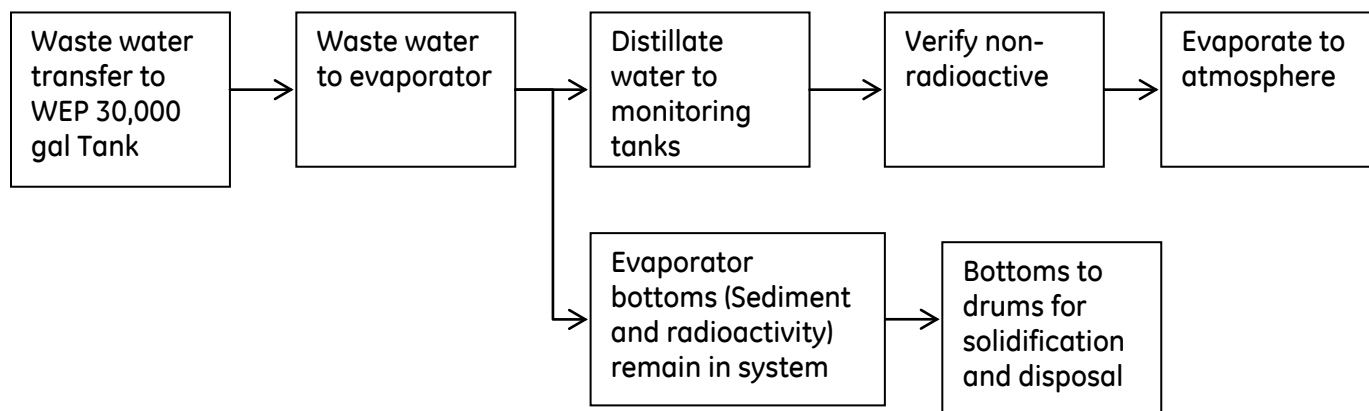 Waste water
transfer to
WEP 30,000
gal Tank
Waste water
to evaporator
Distillate
water to
monitoring
tanks
Verify non-
radioactive
Evaporate to
atmosphere
Evaporator
bottoms (Sediment
and radioactivity)
remain in system
Bottoms to
drums for
solidification
and disposal